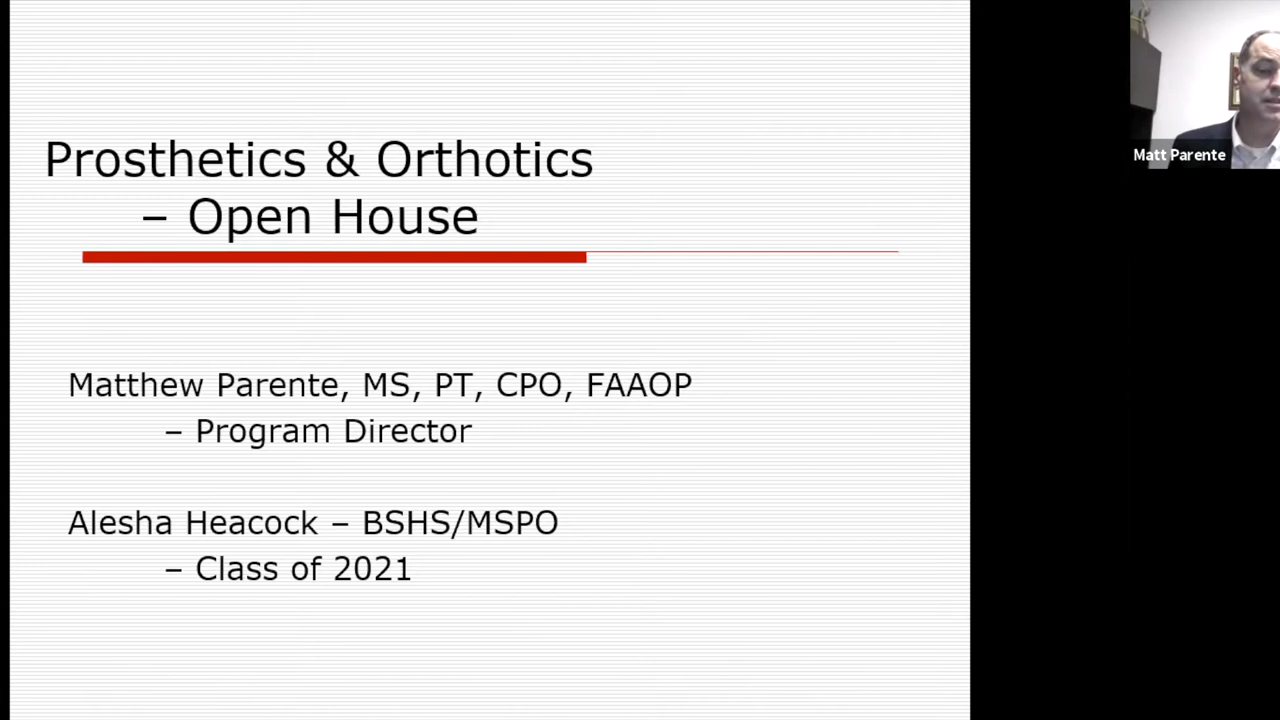 Prosthetics & Orthotics
– Open House
Matthew Parente, MS, PT, CPO, FAAOP
– Program Director
Alesha Heacock – BSHS/MSPO
– Class of 2021
Matt Parente